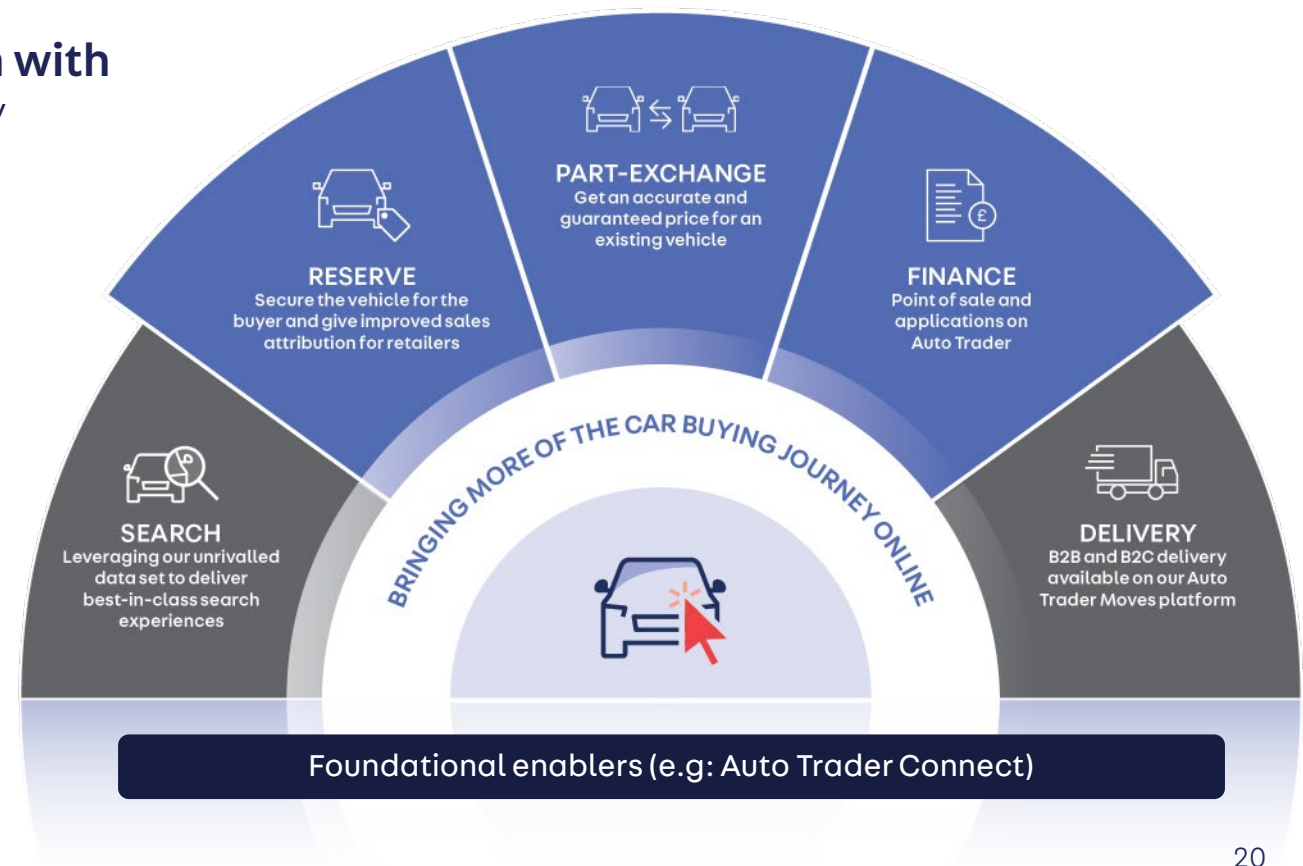 with
SEARCH
Leveraging our unrivalled
data set to deliver
best-in-class search
experiences
RESERVE
Secure the vehicle for the
buyer and give improved sales
attribution for retailers
PART-EXCHANGE
Get an accurate and
guaranteed price for an
existing vehicle
£
FINANCE
Point of sale and
applications on
Auto Trader
DELIVERY
B2B and B2C delivery
available on our Auto
Trader Moves platform
BRINGING MORE OF THE CAR BUYING JOURNEY ONLINE
Foundational enablers (e.g: Auto Trader Connect)
20